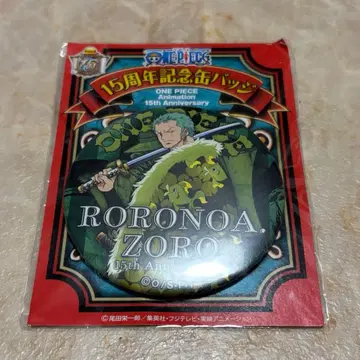 ONE PIECE
15周年記念缶バッジ
ONE PIECE
Animation
15th Anniversary
RORONOA.
ZORO
15th An
©尾田栄一郎/集英社・フジテレビ・東映アニメーション